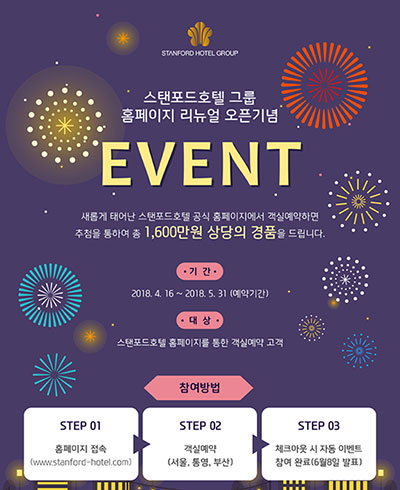 STANFORD HOTEL GROUP
스탠포드호텔 그룹
홈페이지 리뉴얼 오픈기념
EVENT
새롭게 태어난 스탠포드호텔 공식 홈페이지에서 객실예약하면
추첨을 통하여 총 1,600만원 상당의 경품을 드립니다.
• 기 간 •
2018. 4. 16 ~ 2018. 5. 31 (예약기간)
• 대 상 •
스탠포드호텔 홈페이지를 통한 객실예약 고객
참여방법
STEP 01
홈페이지 접속
(www.stanford-hotel.com)
STEP 02
객실예약
(서울, 통영, 부산)
STEP 03
체크아웃 시 자동 이벤트
참여 완료(6월8일 발표)